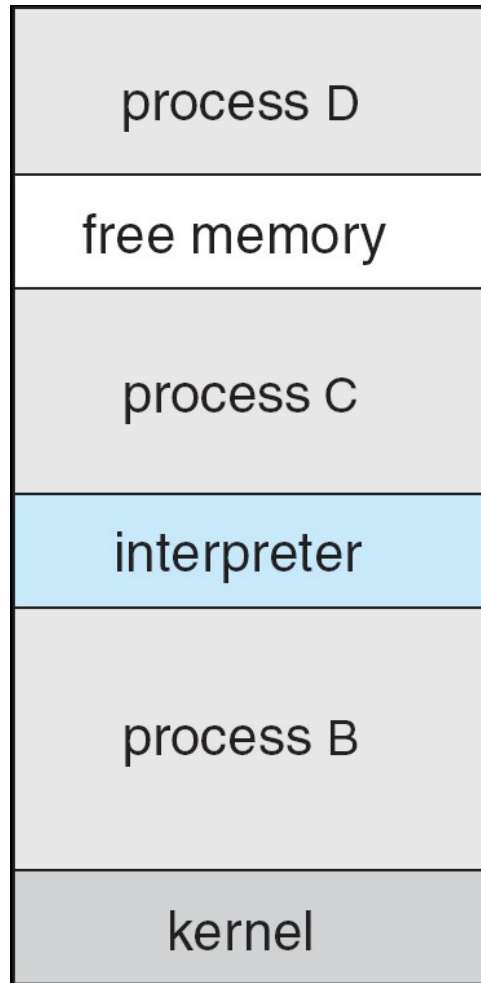 process D
free memory
process C
interpreter
process B
kernel